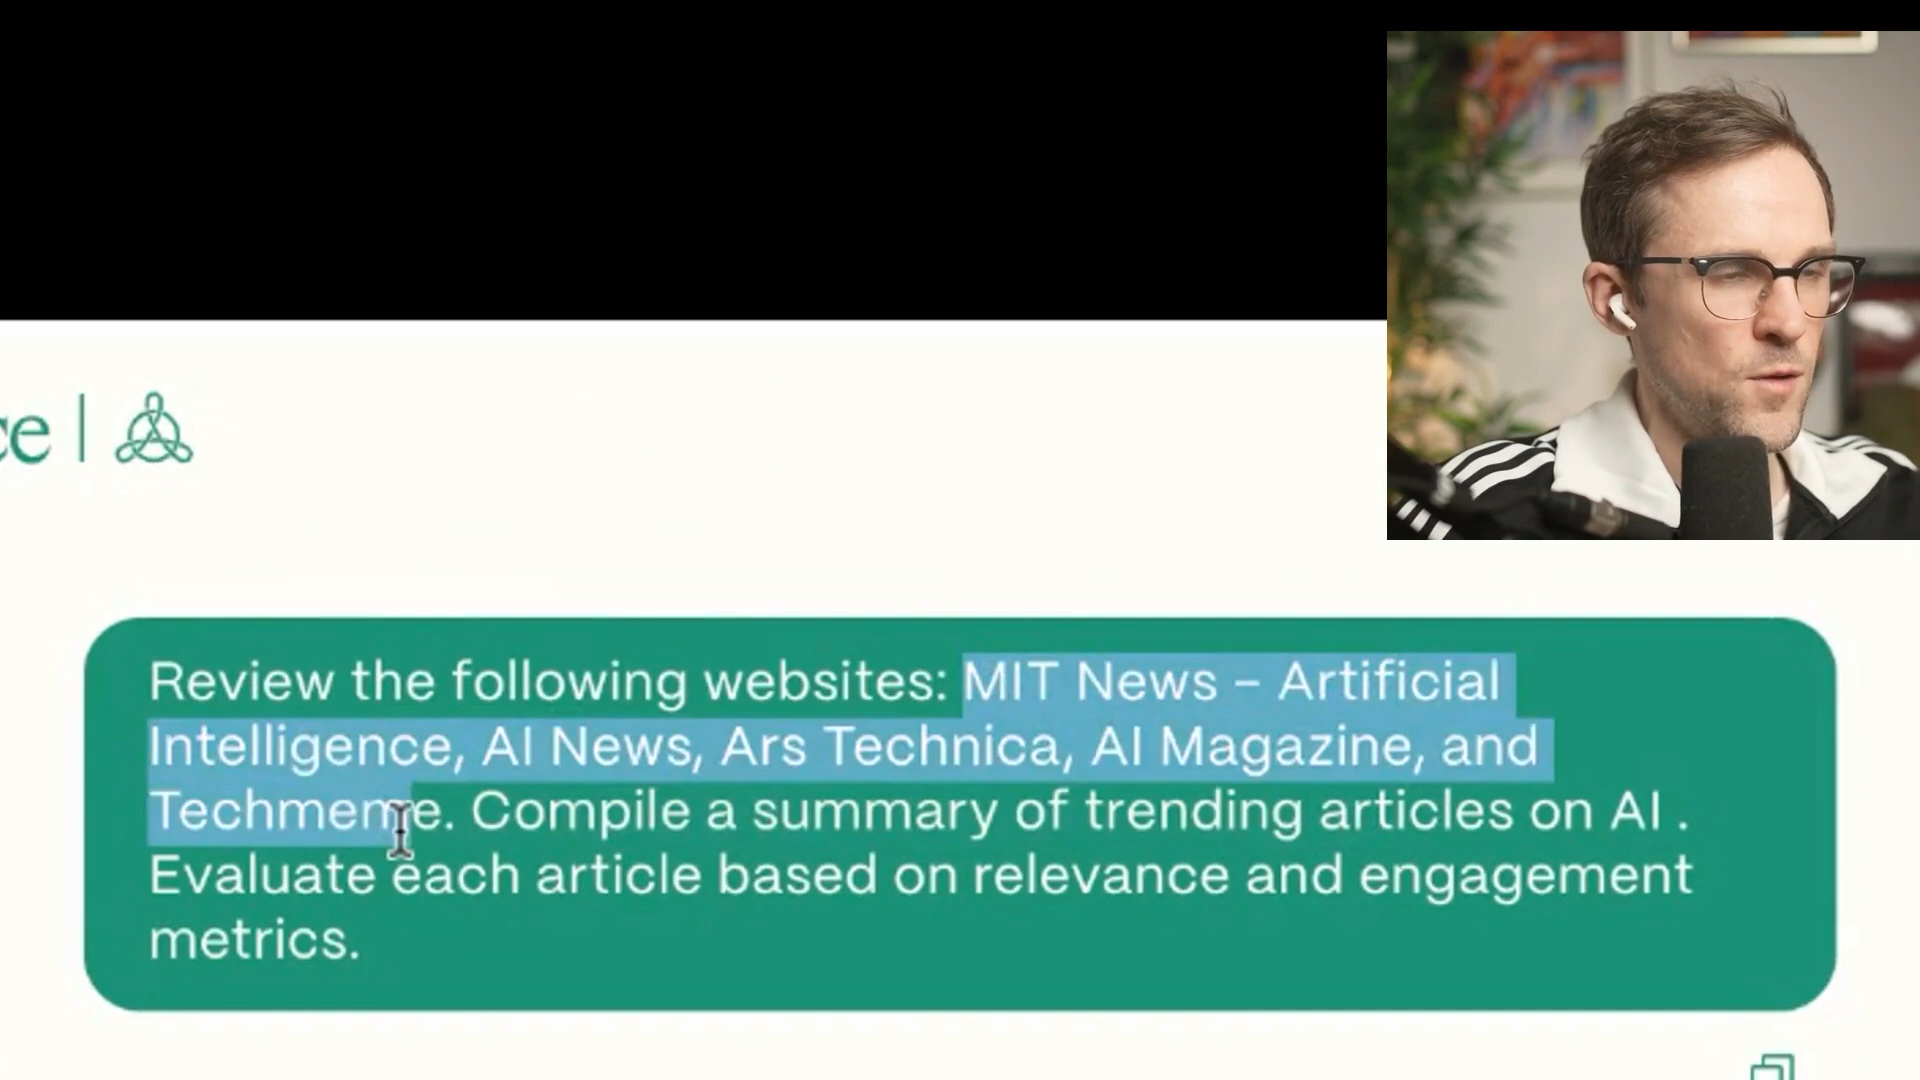 ce
Review the following websites: MIT News – Artificial
Intelligence, AI News, Ars Technica, AI Magazine, and
Techmeme. Compile a summary of trending articles on AI .
Evaluate each article based on relevance and engagement
metrics.